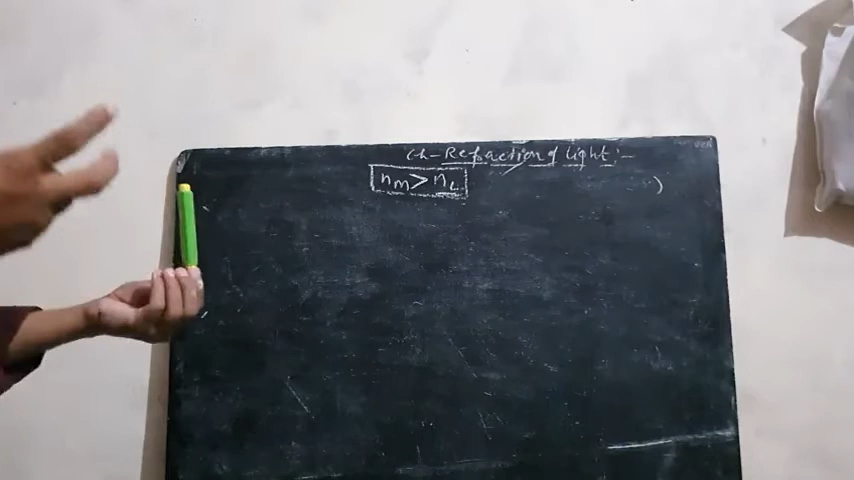 Ch- Refraction of light :-
nm > nL